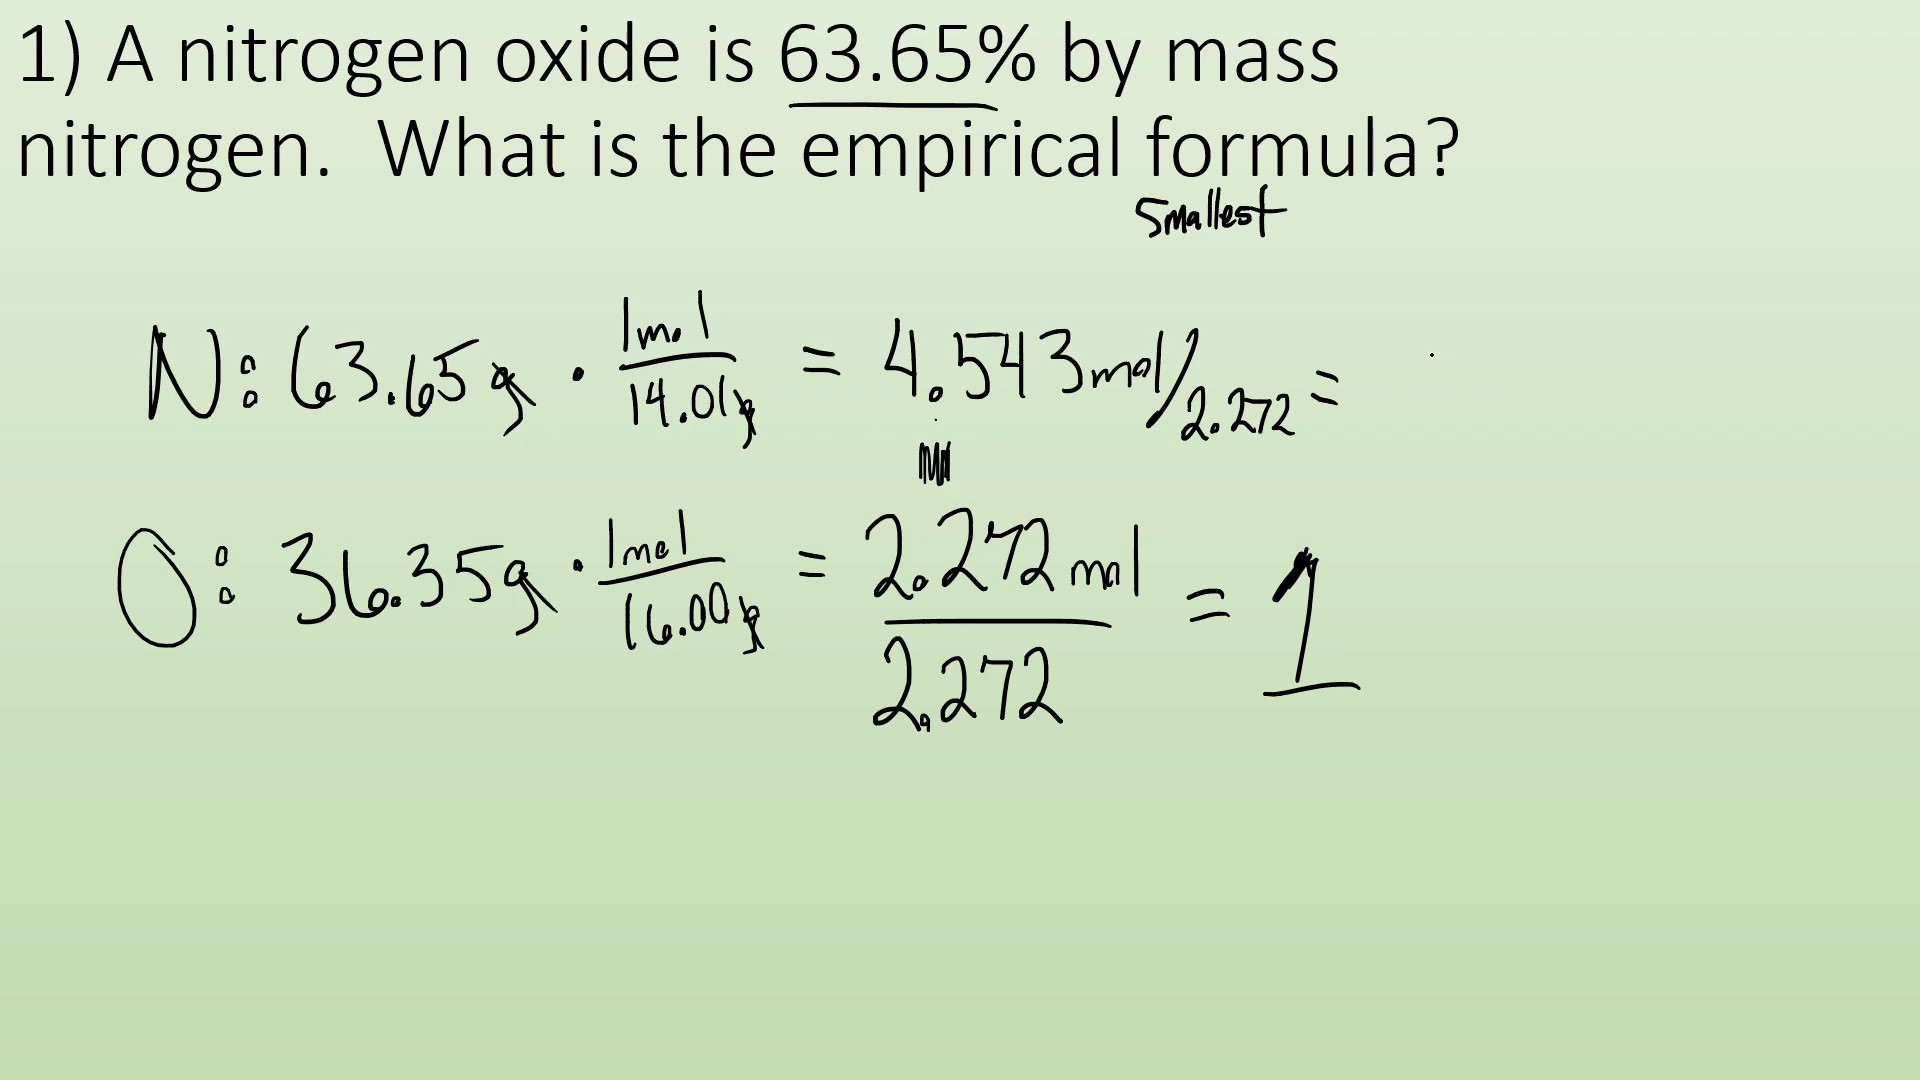 1) A nitrogen oxide is 63.65% by mass
nitrogen. What is the empirical formula?
Smallest
N: 63.65g · 1mol/14.01g = 4.543mol/2.272 =
O: 36.35g · 1mol/16.00g = 2.272mol/2.272 = 1